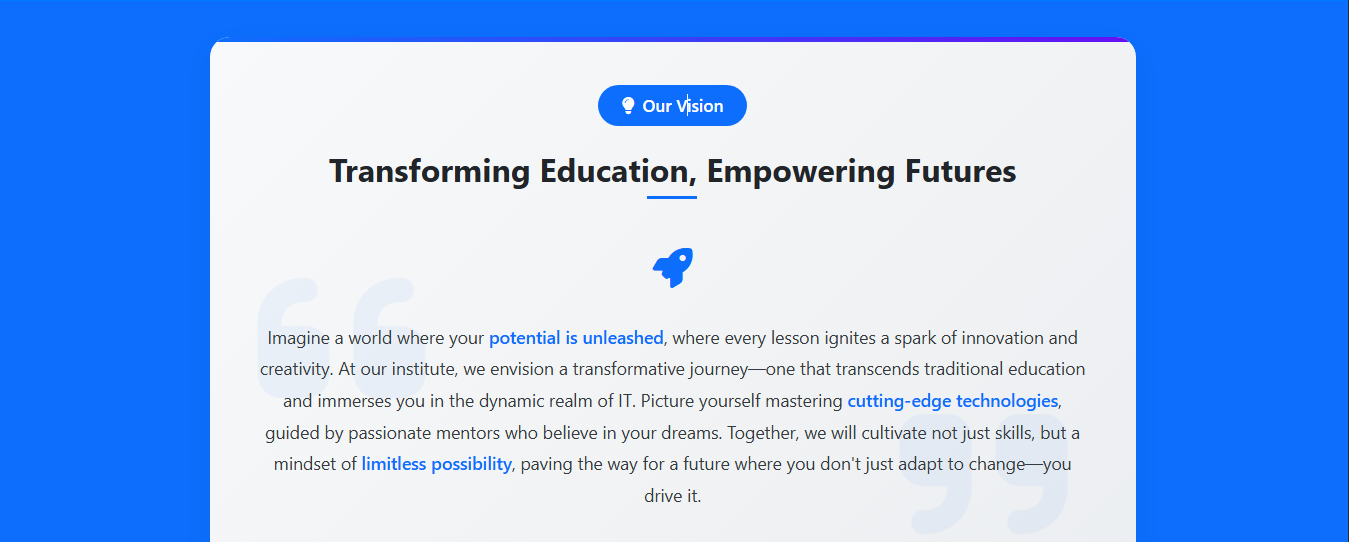 Our Vision
Transforming Education, Empowering Futures
Imagine a world where your potential is unleashed, where every lesson ignites a spark of innovation and
creativity. At our institute, we envision a transformative journey—one that transcends traditional education
and immerses you in the dynamic realm of IT. Picture yourself mastering cutting-edge technologies,
guided by passionate mentors who believe in your dreams. Together, we will cultivate not just skills, but a
mindset of limitless possibility, paving the way for a future where you don't just adapt to change—you
drive it.